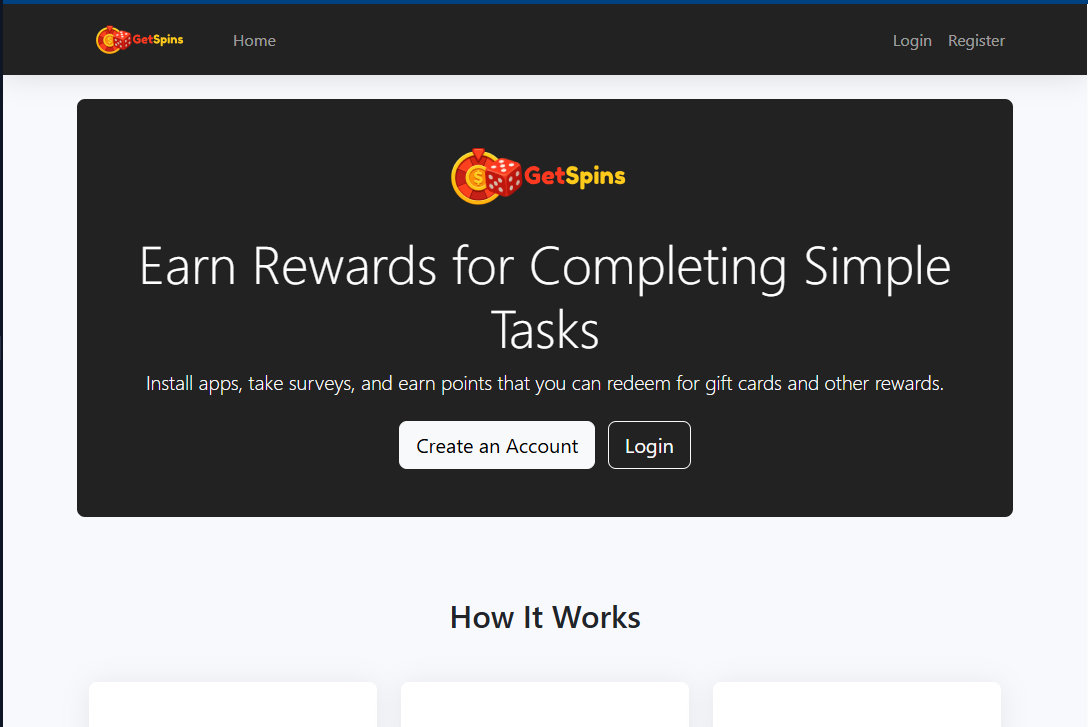 GetSpins
Home
Login
Register
GetSpins
Earn Rewards for Completing Simple
Tasks
Install apps, take surveys, and earn points that you can redeem for gift cards and other rewards.
Create an Account
Login
How It Works